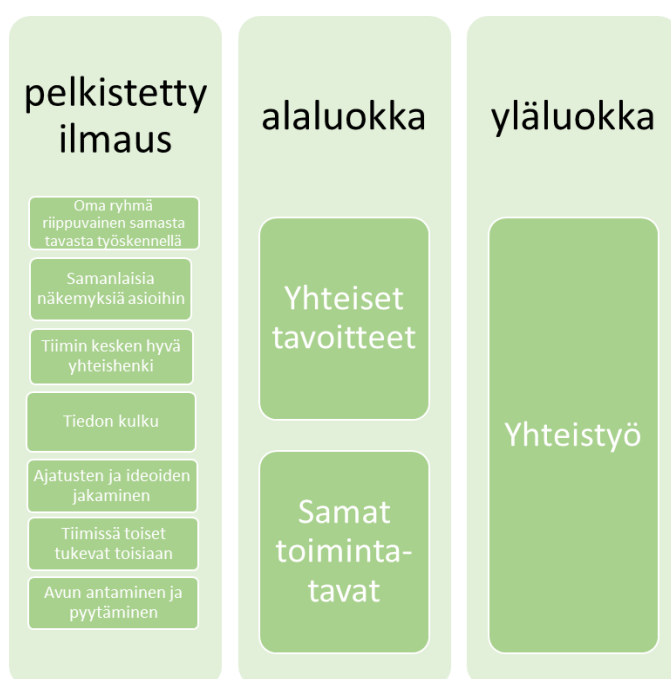 pelkistetty
ilmaus
Oma ryhmä
riippuvainen samasta
tavasta työskennellä
Samanlaisia
näkemyksiä asioihin
Tiimin kesken hyvä
yhteishenki
Tiedon kulku
Ajatusten ja ideoiden
jakaminen
Tiimissä toiset
tukevat toisiaan
Avun antaminen ja
pyytäminen
alaluokka
Yhteiset
tavoitteet
Samat
toiminta-
tavat
yläluokka
Yhteistyö